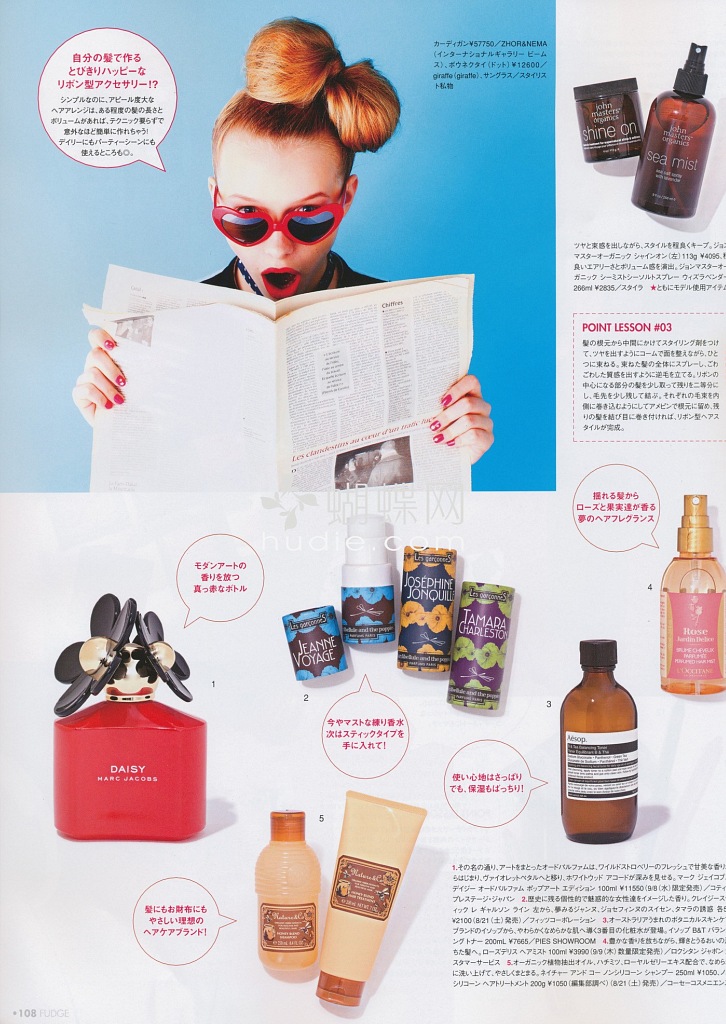 自分の髪で作る
とびきりハッピーな
リボン型アクセサリー!?
シンプルなのに、アピール度大な
ヘアアレンジは、ある程度の髪の長さと
ボリュームがあれば、テクニック要らずで
意外なほど簡単に作れちゃう!
デイリーにもパーティーシーンにも
使えるところも◎。
カーディガン¥57750/ZHOR&NEMA
(インターナショナルギャラリー ビーム
ス)、ボウネクタイ(ドット)¥12600/
giraffe(giraffe)、サングラス/スタイリス
ト私物
john
masters
organics
shine on
john
masters
organics
sea mist
sea salt spray
with lavender
ツヤと束感を出しながら、スタイルを程良くキープ。ジョン
マスターオーガニック シャインオン(左)113g ¥4095、程
良いエアリーさとボリューム感を演出。ジョンマスターオー
ガニック シーミストシーソルトスプレー ウィズラベンダー
266ml ¥2835/スタイラ ★ともにモデル使用アイテム
POINT LESSON #03
髪の根元から中間にかけてスタイリング剤をつけ
て、ツヤを出すようにコームで面を整えながら、ひと
つに束ねる。束ねた髪の全体にスプレーし、ごわ
ごわした質感を出すように逆毛を立てる。リボンの
中心になる部分の髪を少し取って残りを二等分に
し、毛先を少し残して結ぶ。それぞれの毛束を内
側に巻き込むようにしてアメピンで根元に留め、残
りの髪を結び目に巻き付ければ、リボン型ヘアス
タイルが完成。
Chiffres
Les clandestins au cœur d'un trafic
蝴蝶网
hudie.com
揺れる髪から
ローズと果実達が香る
夢のヘアフレグランス
モダンアートの
香りを放つ
真っ赤なボトル
1
DAISY
MARC JACOBS
Les garçonnes
JEANNE
VOYAGE
Les garçonnes
JOSÉPHINE
JONQUILLE
Les garçonnes
TAMARA
CHARLESTON
2
今やマストな練り香水
次はスティックタイプを
手に入れて!
4
Rose
Jardin Délice
BRUME CHEVEUX
PARFUMÉE
PERFUMED HAIR MIST
L'OCCITANE
3
Aēsop.
使い心地はさっぱり
でも、保湿もばっちり!
5
Nature&Co
Nature&Co
髪にもお財布にも
やさしい理想の
ヘアケアブランド!
1.その名の通り、アートをまとったオードパルファムは、ワイルドストロベリーのフレッシュで甘美な香り
らはじまり、ヴァイオレットペタルへと移り、ホワイトウッド アコードが深みを見せる。マーク ジェイコブ
デイジー オードパルファム ポップアート エディション 100ml ¥11550(9/8(水)限定発売)/コティ
プレステージ・ジャパン 2.歴史に残る個性的で魅惑的な女性達をイメージした香り。クレイジース
ィック レ ギャルソン ライン 左から、夢みるジャンヌ、ジョセフィンヌのスイセン、タマラの誘惑 各
¥2100(8/21(土)発売)/フィッツコーポレーション 3.オーストラリアうまれのボタニカルスキンケ
ブランドのイソップから、やわらかくなめらかな肌へ導く3番目の化粧水が登場。イソップ B&T バラン
ング トナー 200mL ¥7665/PIES SHOWROOM 4.豊かな香りを放ちながら、輝きとうるおいの
ちた髪へ。ローズデリス ヘアミスト 100ml ¥3990(9/9(木)数量限定発売)/ロクシタン ジャポン
スタマーサービス 5.オーガニック植物抽出オイル、ハチミツ、ローヤルゼリーエキス配合で、なめら
に洗い上げて、やさしくまとまる。ネイチャー アンド コー ノンシリコーン シャンプー 250ml ¥1050、
シリコーン ヘアトリートメント 200g ¥1050(編集部調べ)(8/21(土)発売)/コーセーコスメニエン
•108 FUDGE